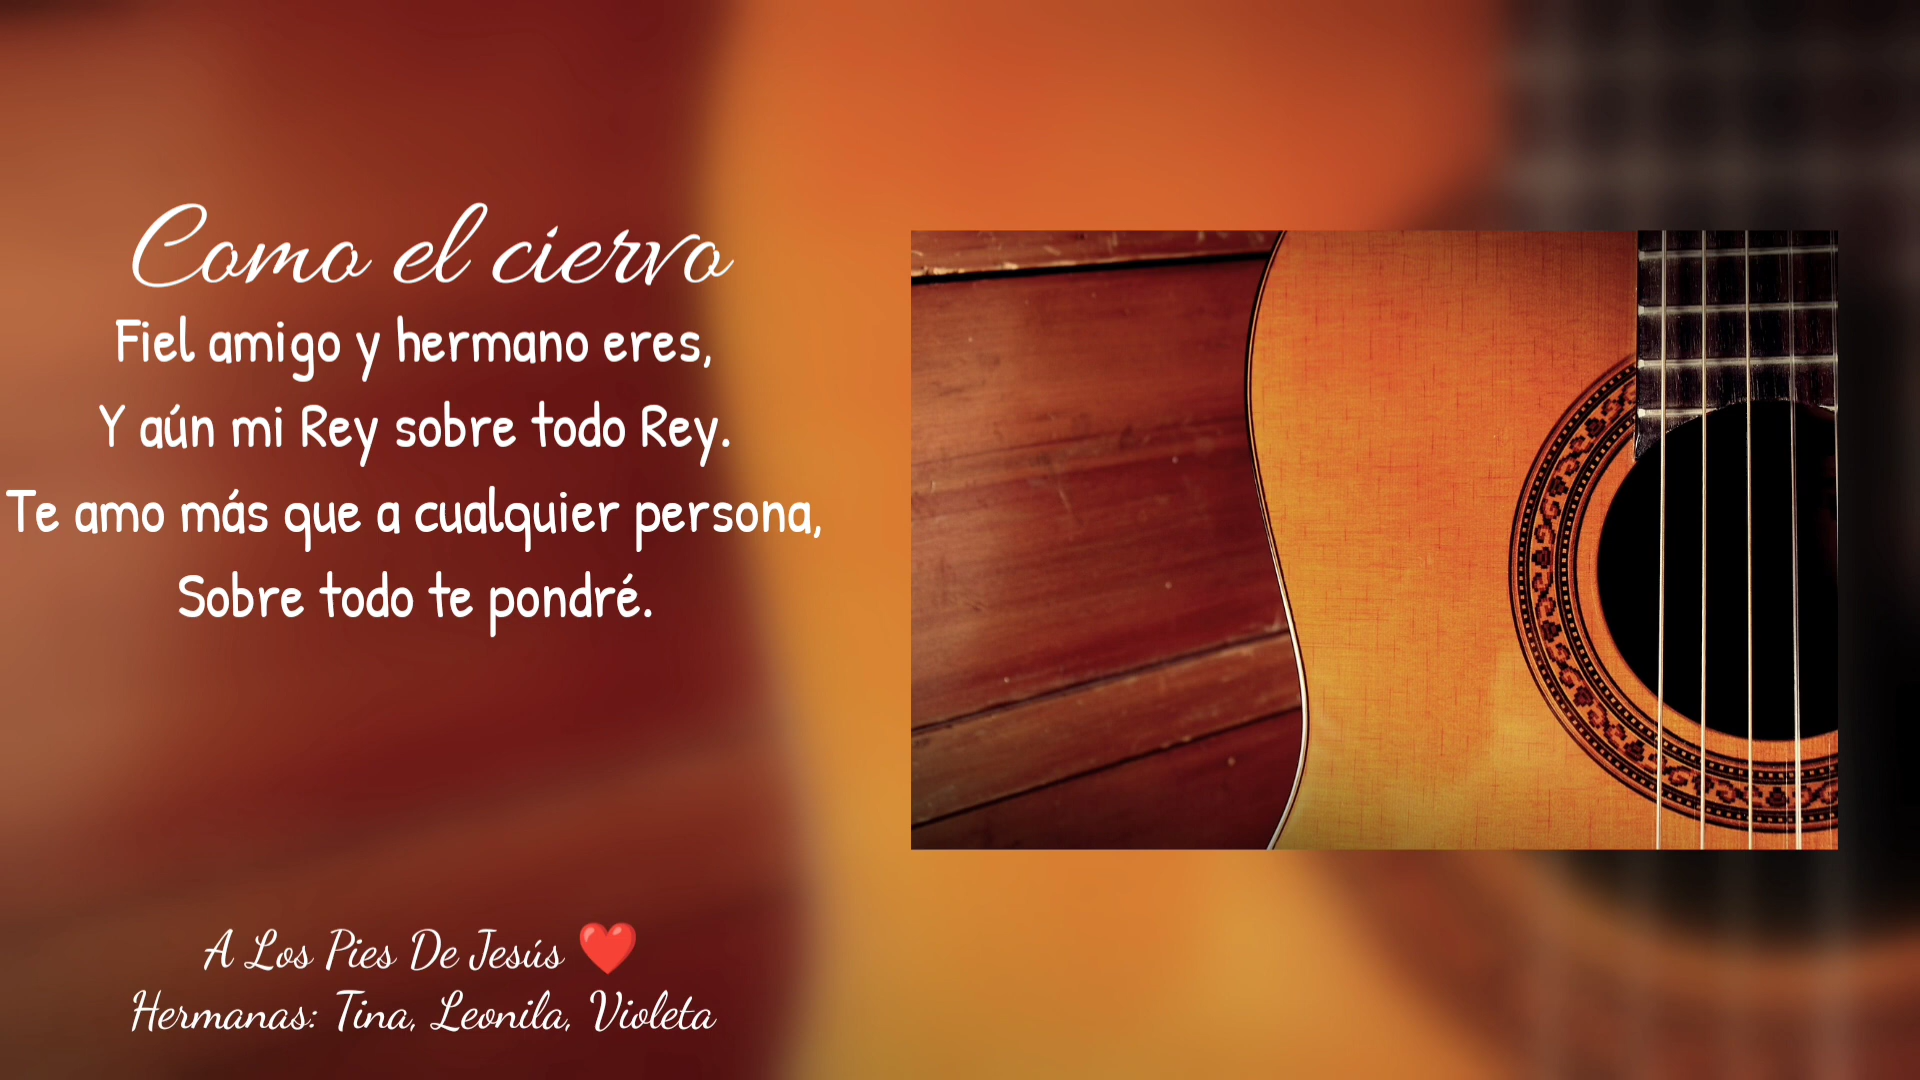 Como el ciervo
Fiel amigo y hermano eres,
Y aún mi Rey sobre todo Rey.
Te amo más que a cualquier persona,
Sobre todo te pondré.
A Los Pies De Jesús ❤️
Hermanas: Tina, Leonila, Violeta